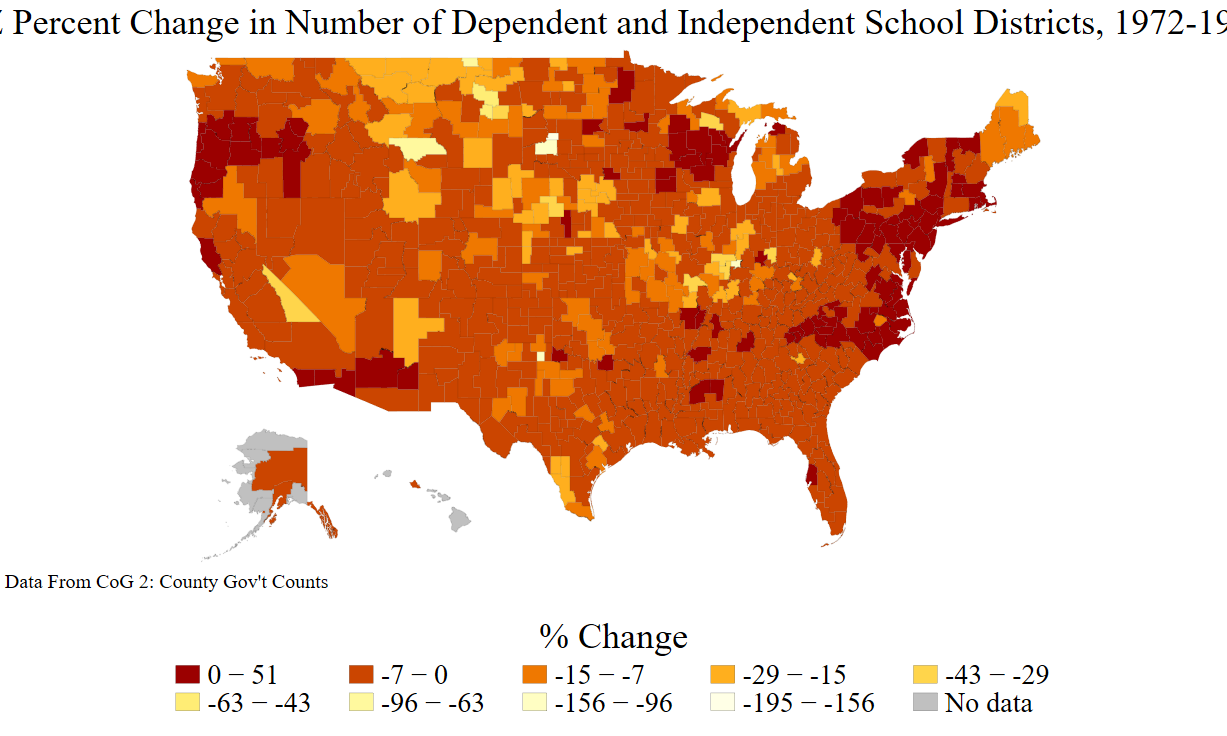 Percent Change in Number of Dependent and Independent School Districts, 1972-19
Data From CoG 2: County Gov't Counts
% Change
0 − 51 -7 − 0 -15 − -7 -29 − -15 -43 − -29
-63 − -43 -96 − -63 -156 − -96 -195 − -156 No data